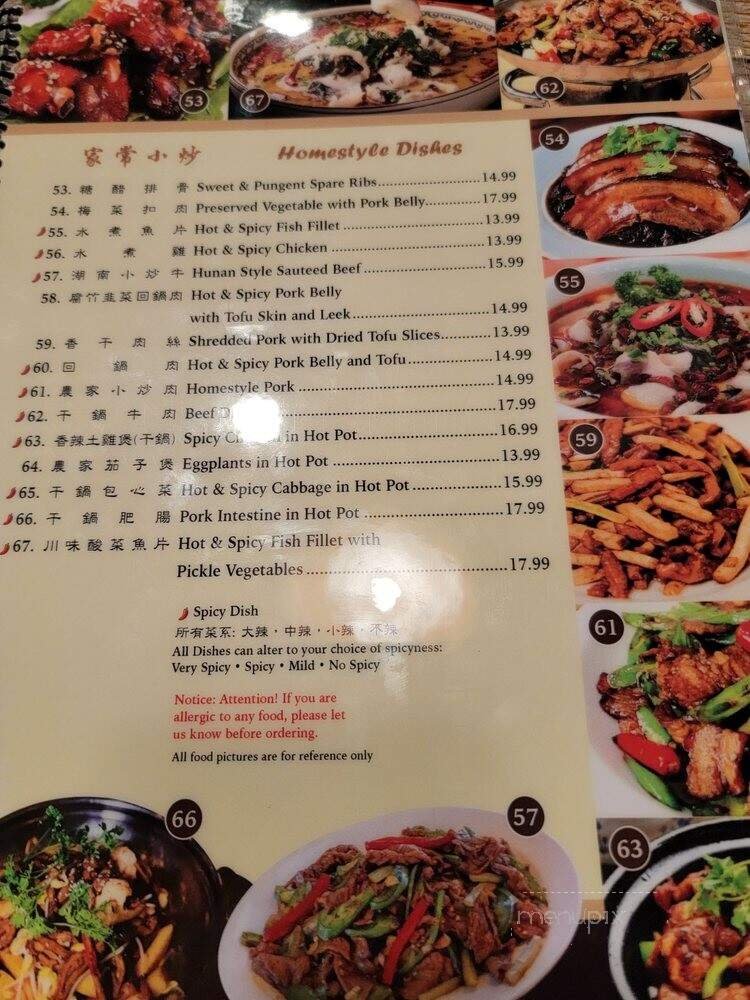 53
67
62
家常小炒 Homestyle Dishes
54
53. 糖醋排骨 Sweet & Pungent Spare Ribs 14.99
54. 梅菜扣肉 Preserved Vegetable with Pork Belly 17.99
55. 水煮魚片 Hot & Spicy Fish Fillet 13.99
56. 水煮雞 Hot & Spicy Chicken 13.99
57. 湖南小炒牛 Hunan Style Sauteed Beef 15.99
58. 腐竹韭菜回鍋肉 Hot & Spicy Pork Belly
with Tofu Skin and Leek 14.99
59. 香干肉絲 Shredded Pork with Dried Tofu Slices 13.99
60. 回鍋肉 Hot & Spicy Pork Belly and Tofu 14.99
61. 農家小炒肉 Homestyle Pork 14.99
62. 干鍋牛肉 Beef 17.99
63. 香辣土雞煲(干鍋) Spicy in Hot Pot 16.99
64. 農家茄子煲 Eggplants in Hot Pot 13.99
65. 干鍋包心菜 Hot & Spicy Cabbage in Hot Pot 15.99
66. 干鍋肥腸 Pork Intestine in Hot Pot 17.99
67. 川味酸菜魚片 Hot & Spicy Fish Fillet with
Pickle Vegetables 17.99
55
59
61
Spicy Dish
所有菜系: 大辣，中辣，小辣，不辣
All Dishes can alter to your choice of spicyness:
Very Spicy • Spicy • Mild • No Spicy
Notice: Attention! If you are
allergic to any food, please let
us know before ordering.
All food pictures are for reference only
66
57
63
menupix